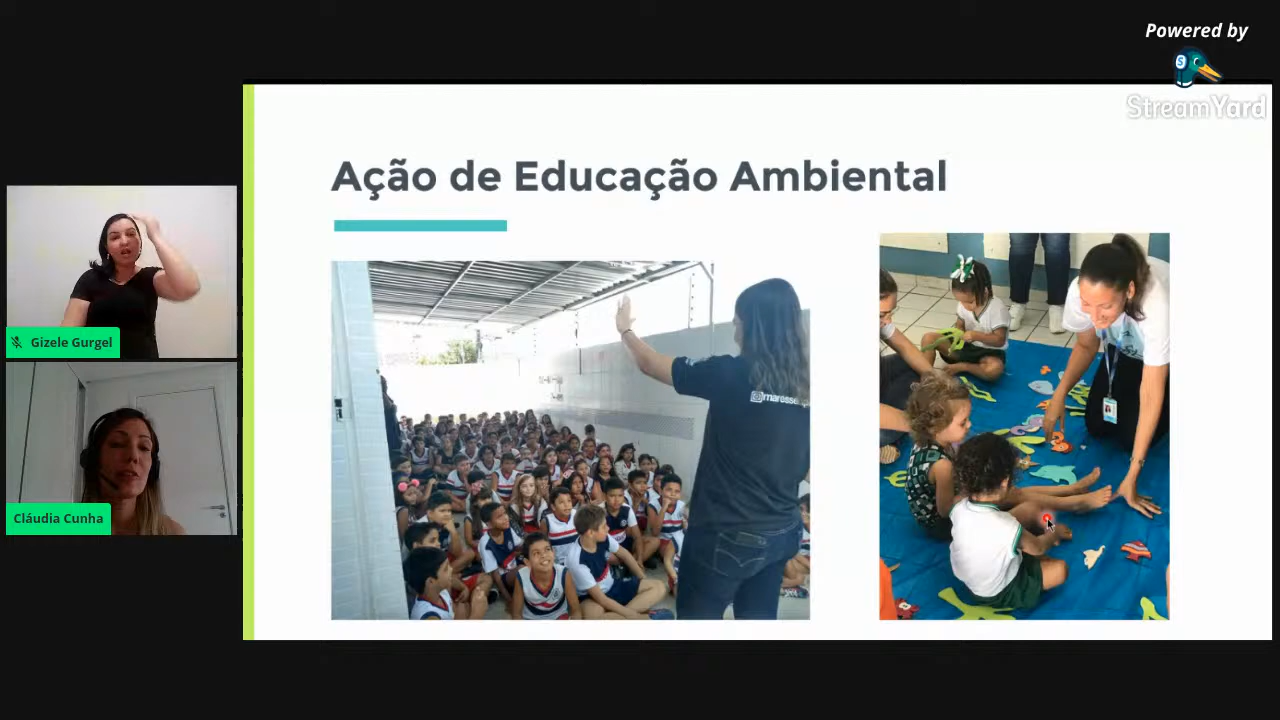 Powered by
StreamYard
Ação de Educação Ambiental
Gizele Gurgel
Cláudia Cunha